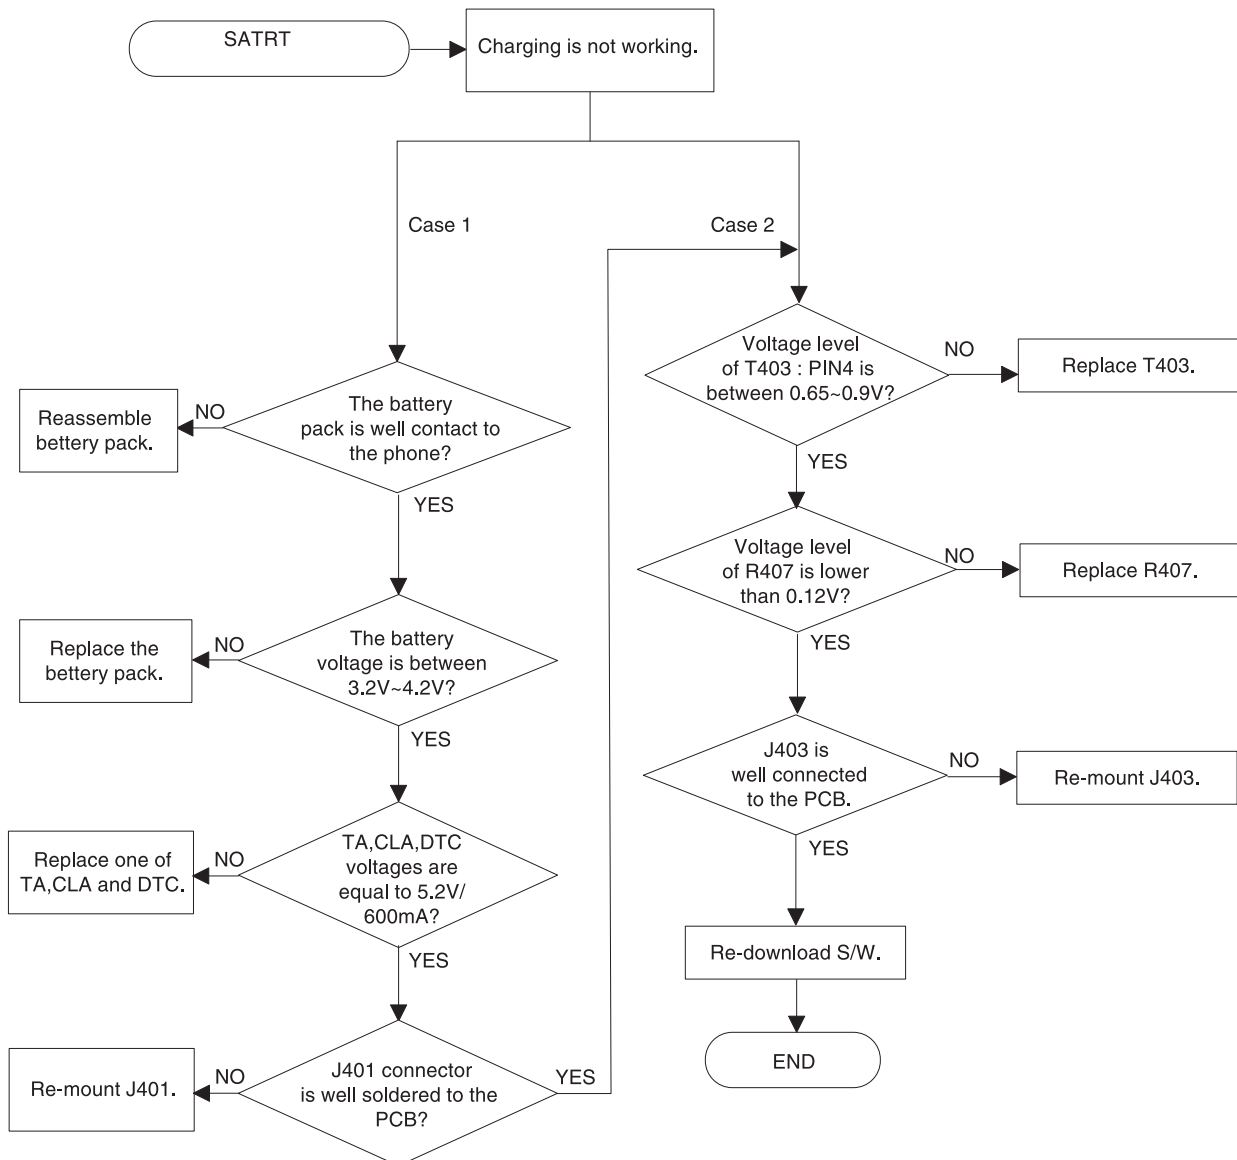 SATRT
Charging is not working.
Case 1
Case 2
The battery
pack is well contact to
the phone?
NO
Reassemble
bettery pack.
YES
The battery
voltage is between
3.2V~4.2V?
NO
Replace the
bettery pack.
YES
TA,CLA,DTC
voltages are
equal to 5.2V/
600mA?
NO
Replace one of
TA,CLA and DTC.
YES
J401 connector
is well soldered to the
PCB?
NO
Re-mount J401.
YES
Voltage level
of T403 : PIN4 is
between 0.65~0.9V?
NO
Replace T403.
YES
Voltage level
of R407 is lower
than 0.12V?
NO
Replace R407.
YES
J403 is
well connected
to the PCB.
NO
Re-mount J403.
YES
Re-download S/W.
END